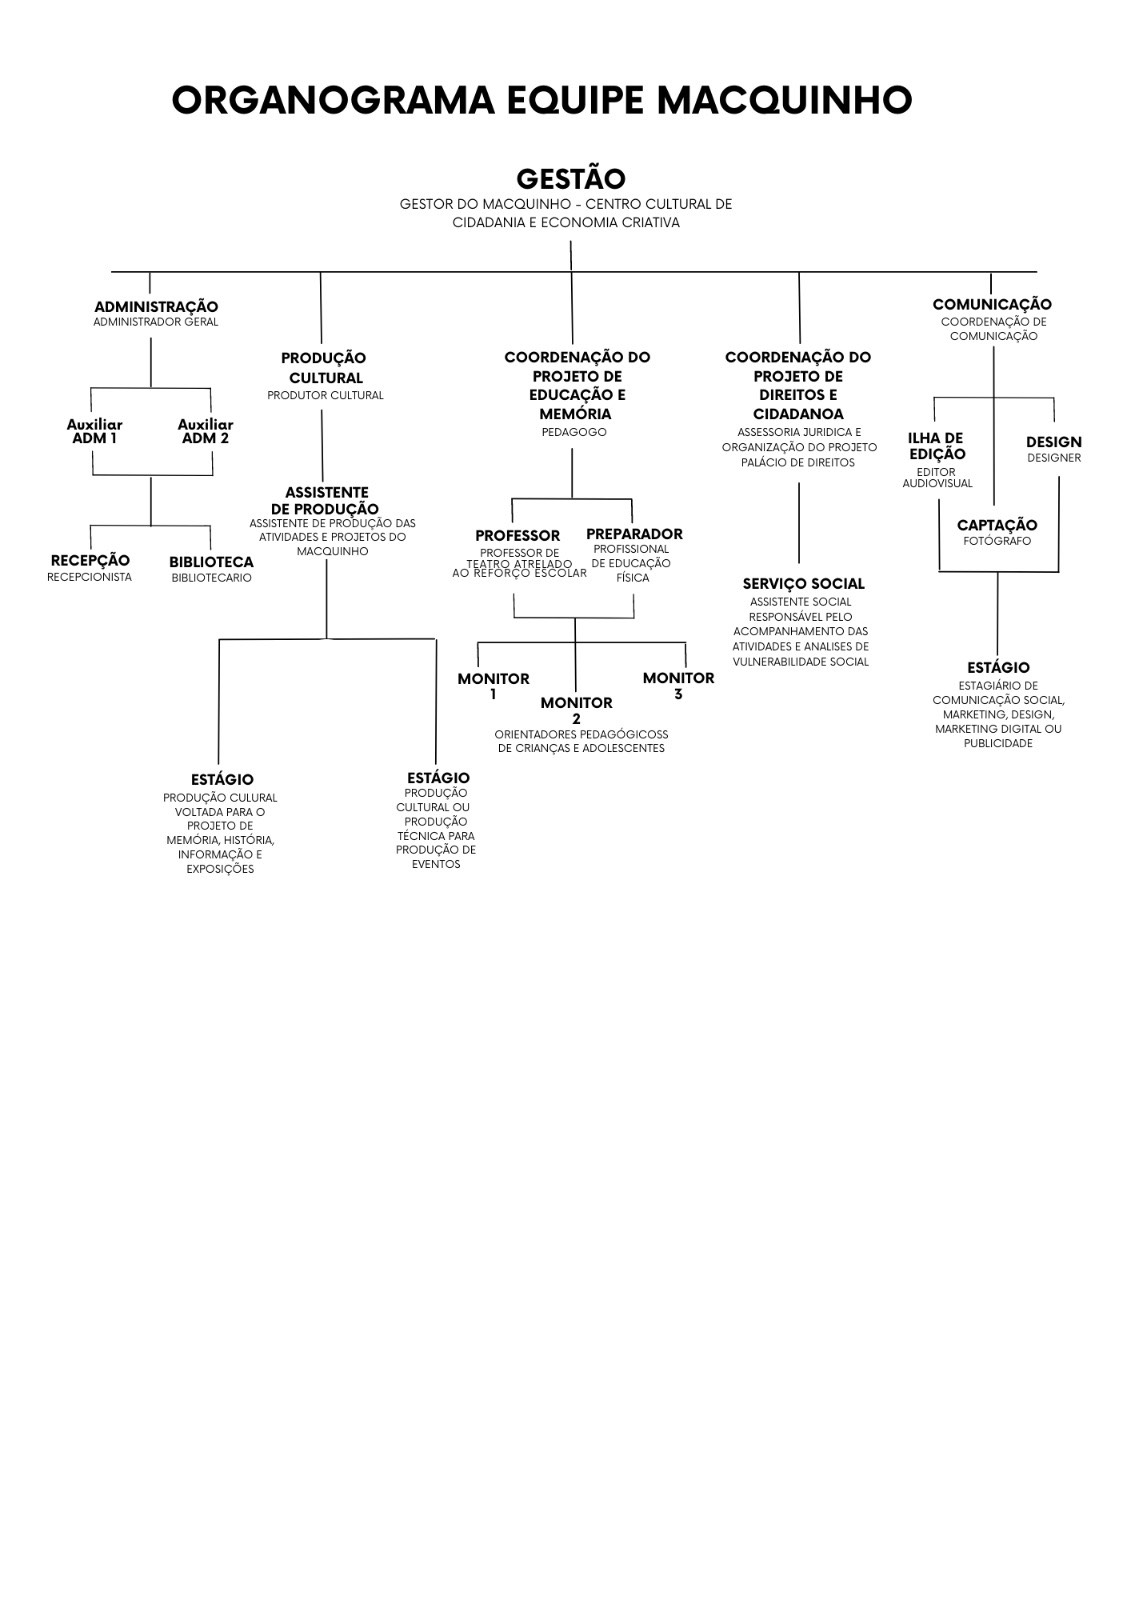 ORGANOGRAMA EQUIPE MACQUINHO
GESTÃO
GESTOR DO MACQUINHO - CENTRO CULTURAL DE
CIDADANIA E ECONOMIA CRIATIVA
ADMINISTRAÇÃO
ADMINISTRADOR GERAL
Auxiliar
ADM 1
Auxiliar
ADM 2
RECEPÇÃO
RECEPCIONISTA
BIBLIOTECA
BIBLIOTECARIO
PRODUÇÃO
CULTURAL
PRODUTOR CULTURAL
ASSISTENTE
DE PRODUÇÃO
ASSISTENTE DE PRODUÇÃO DAS
ATIVIDADES E PROJETOS DO
MACQUINHO
ESTÁGIO
PRODUÇÃO CULURAL
VOLTADA PARA O
PROJETO DE
MEMÓRIA, HISTÓRIA,
INFORMAÇÃO E
EXPOSIÇÕES
ESTÁGIO
PRODUÇÃO
CULTURAL OU
PRODUÇÃO
TÉCNICA PARA
PRODUÇÃO DE
EVENTOS
COORDENAÇÃO DO
PROJETO DE
EDUCAÇÃO E
MEMÓRIA
PEDAGOGO
PROFESSOR
PROFESSOR DE
TEATRO ATRELADO
AO REFORÇO ESCOLAR
PREPARADOR
PROFISSIONAL
DE EDUCAÇÃO
FÍSICA
MONITOR
1
MONITOR
2
MONITOR
3
ORIENTADORES PEDAGÓGICOSS
DE CRIANÇAS E ADOLESCENTES
COORDENAÇÃO DO
PROJETO DE
DIREITOS E
CIDADANOA
ASSESSORIA JURIDICA E
ORGANIZAÇÃO DO PROJETO
PALÁCIO DE DIREITOS
SERVIÇO SOCIAL
ASSISTENTE SOCIAL
RESPONSÁVEL PELO
ACOMPANHAMENTO DAS
ATIVIDADES E ANALISES DE
VULNERABILIDADE SOCIAL
COMUNICAÇÃO
COORDENAÇÃO DE
COMUNICAÇÃO
ILHA DE
EDIÇÃO
EDITOR
AUDIOVISUAL
DESIGN
DESIGNER
CAPTAÇÃO
FOTÓGRAFO
ESTÁGIO
ESTAGIÁRIO DE
COMUNICAÇÃO SOCIAL,
MARKETING, DESIGN,
MARKETING DIGITAL OU
PUBLICIDADE